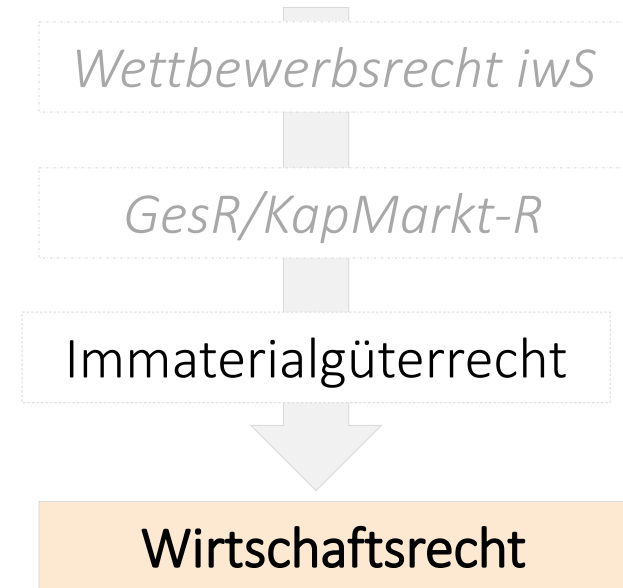 Wettbewerbsrecht iwS
GesR/KapMarkt-R
Immaterialgüterrecht
Wirtschaftsrecht